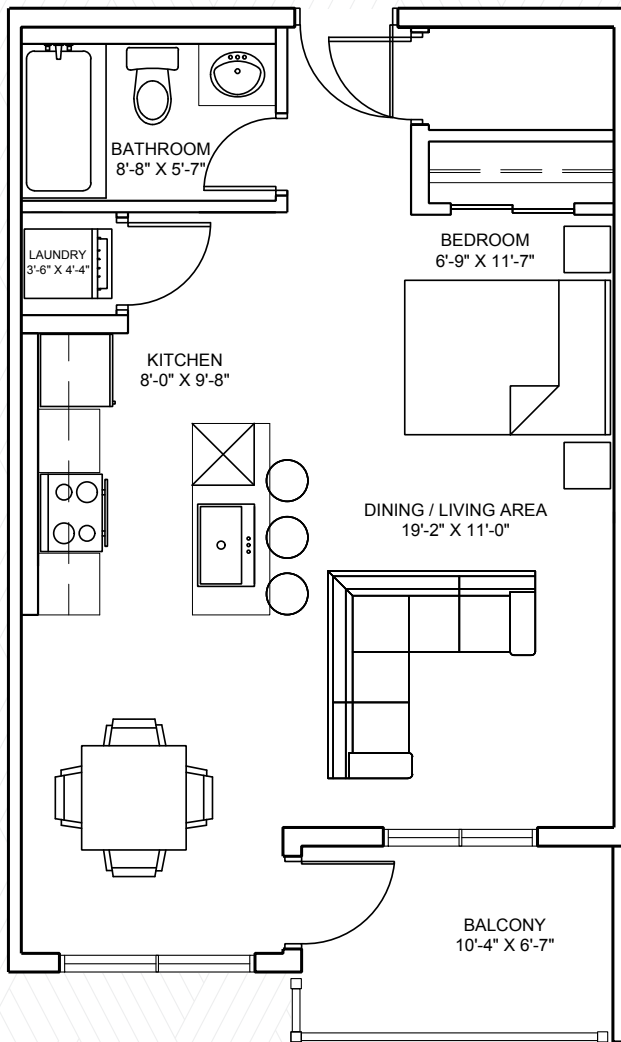 BATHROOM
8'-8" X 5'-7"
LAUNDRY
3'-6" X 4'-4"
BEDROOM
6'-9" X 11'-7"
KITCHEN
8'-0" X 9'-8"
DINING / LIVING AREA
19'-2" X 11'-0"
BALCONY
10'-4" X 6'-7"